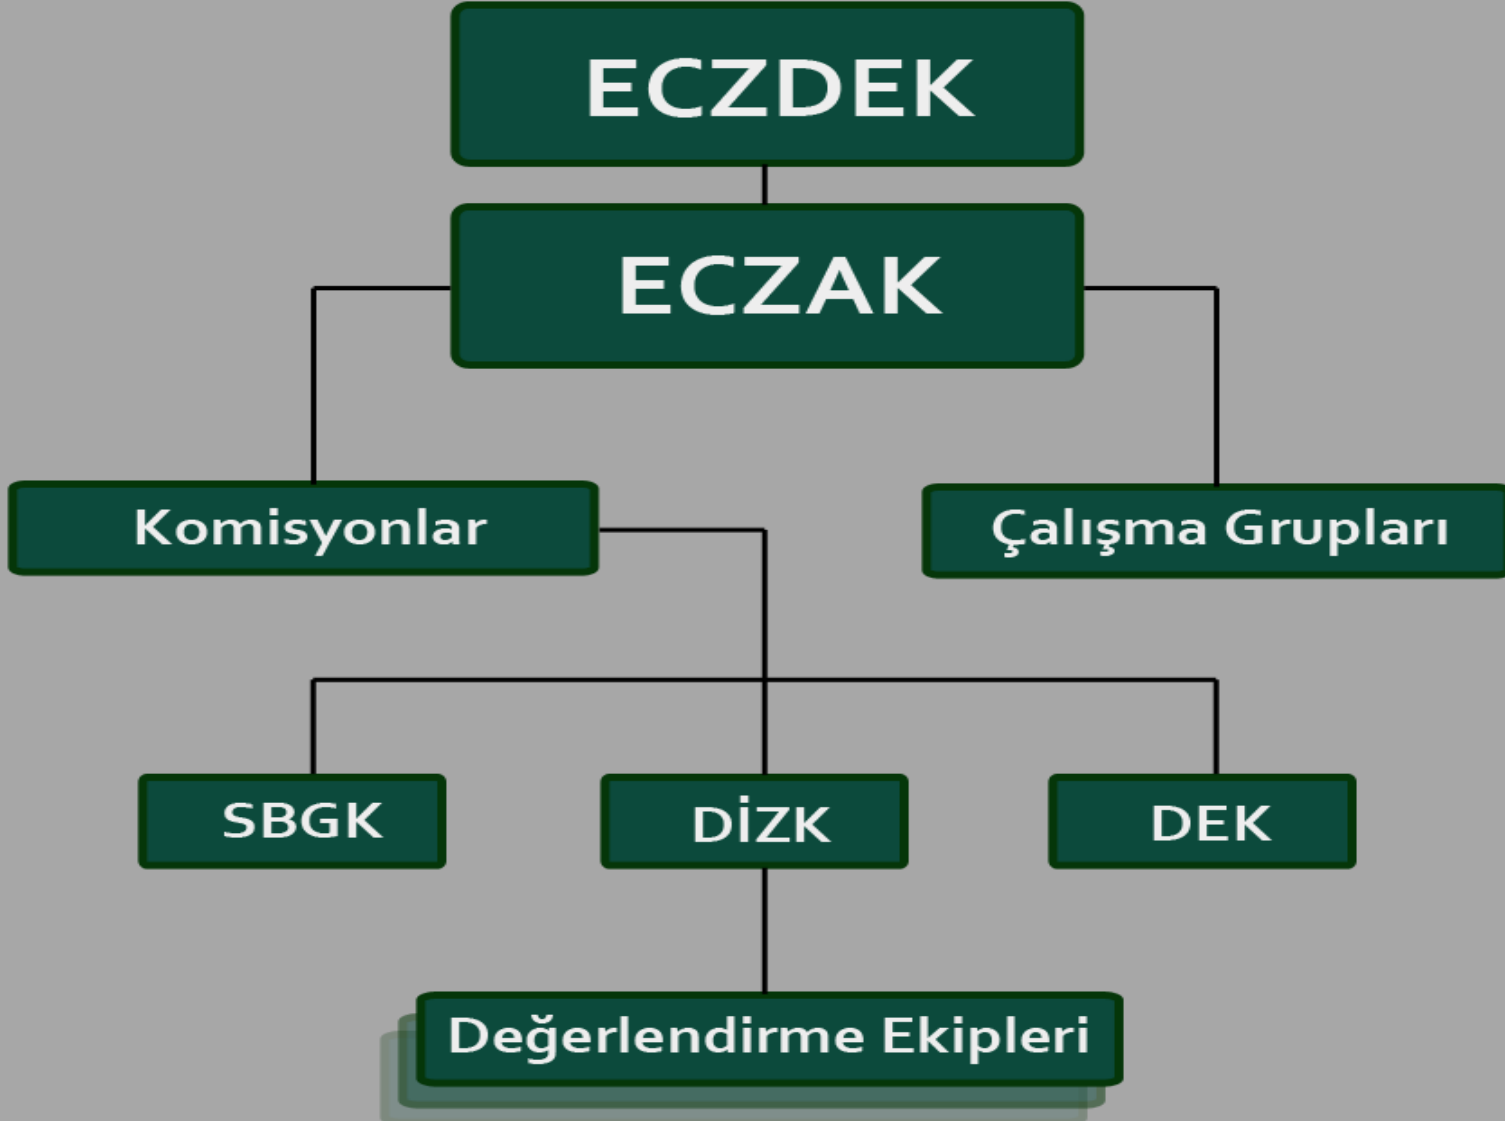 ECZDEK
ECZAK
Komisyonlar
Çalışma Grupları
SBGK
DİZK
DEK
Değerlendirme Ekipleri